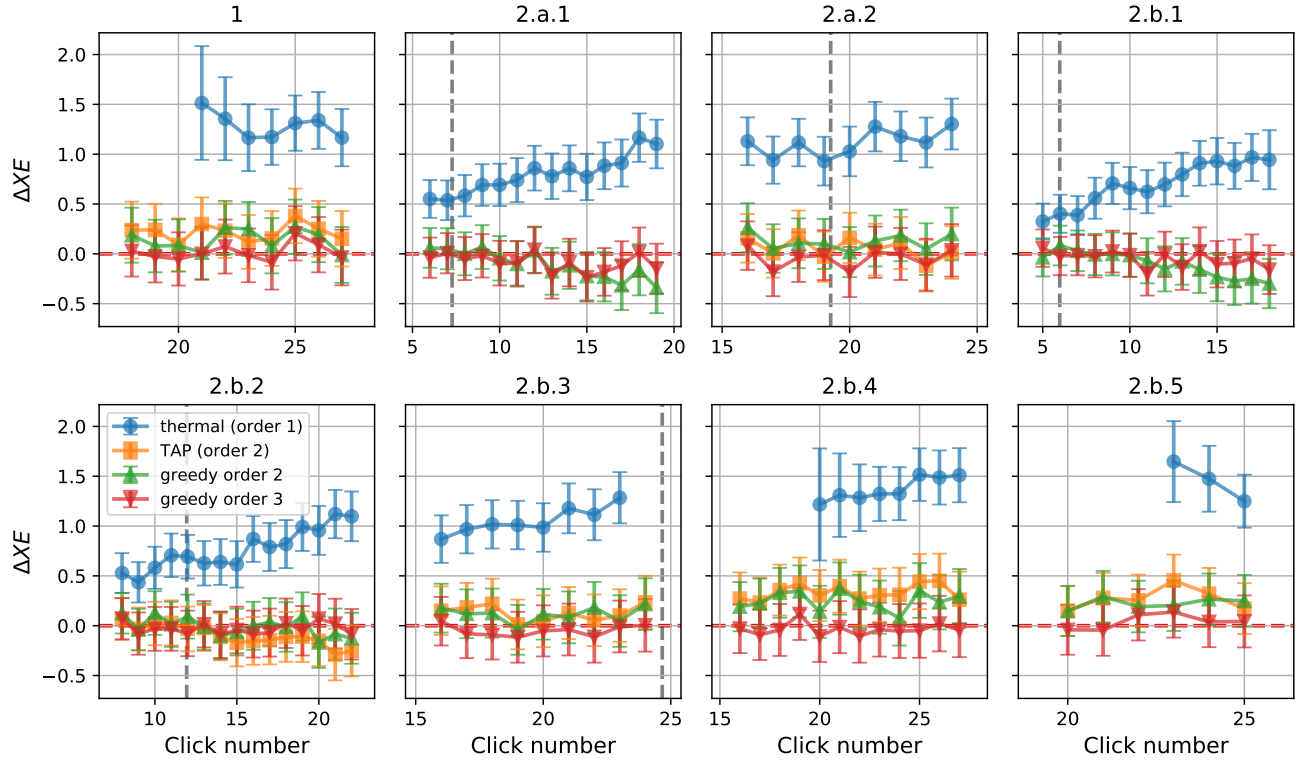 1
2.a.1
2.a.2
2.b.1
ΔXE
2.0
1.5
1.0
0.5
0.0
−0.5
20
25
5
10
15
20
15
20
25
5
10
15
2.b.2
2.b.3
2.b.4
2.b.5
ΔXE
2.0
1.5
1.0
0.5
0.0
−0.5
thermal (order 1)
TAP (order 2)
greedy order 2
greedy order 3
10
15
20
15
20
25
15
20
25
20
25
Click number
Click number
Click number
Click number